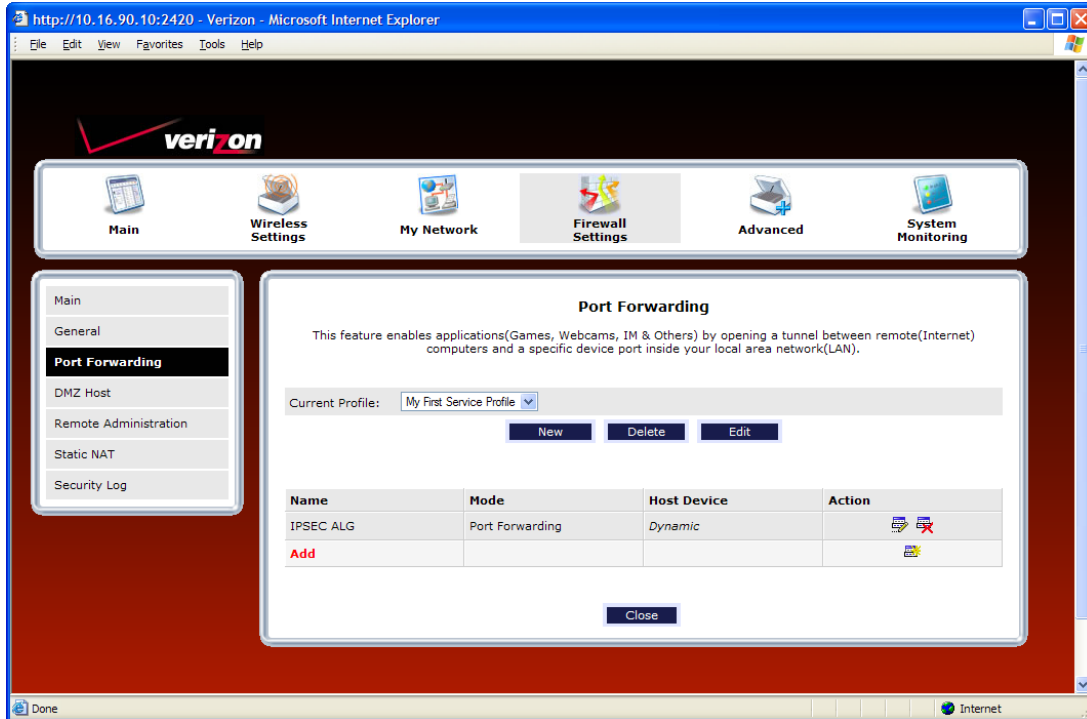 http://10.16.90.10:2420 - Verizon - Microsoft Internet Explorer
File Edit View Favorites Tools Help
verizon
Main
Wireless Settings
My Network
Firewall Settings
Advanced
System Monitoring
Main
General
Port Forwarding
DMZ Host
Remote Administration
Static NAT
Security Log
Port Forwarding
This feature enables applications(Games, Webcams, IM & Others) by opening a tunnel between remote(Internet)
computers and a specific device port inside your local area network(LAN).
Current Profile: My First Service Profile
New Delete Edit
Name Mode Host Device Action
IPSEC ALG Port Forwarding Dynamic
Add
Close
Done Internet